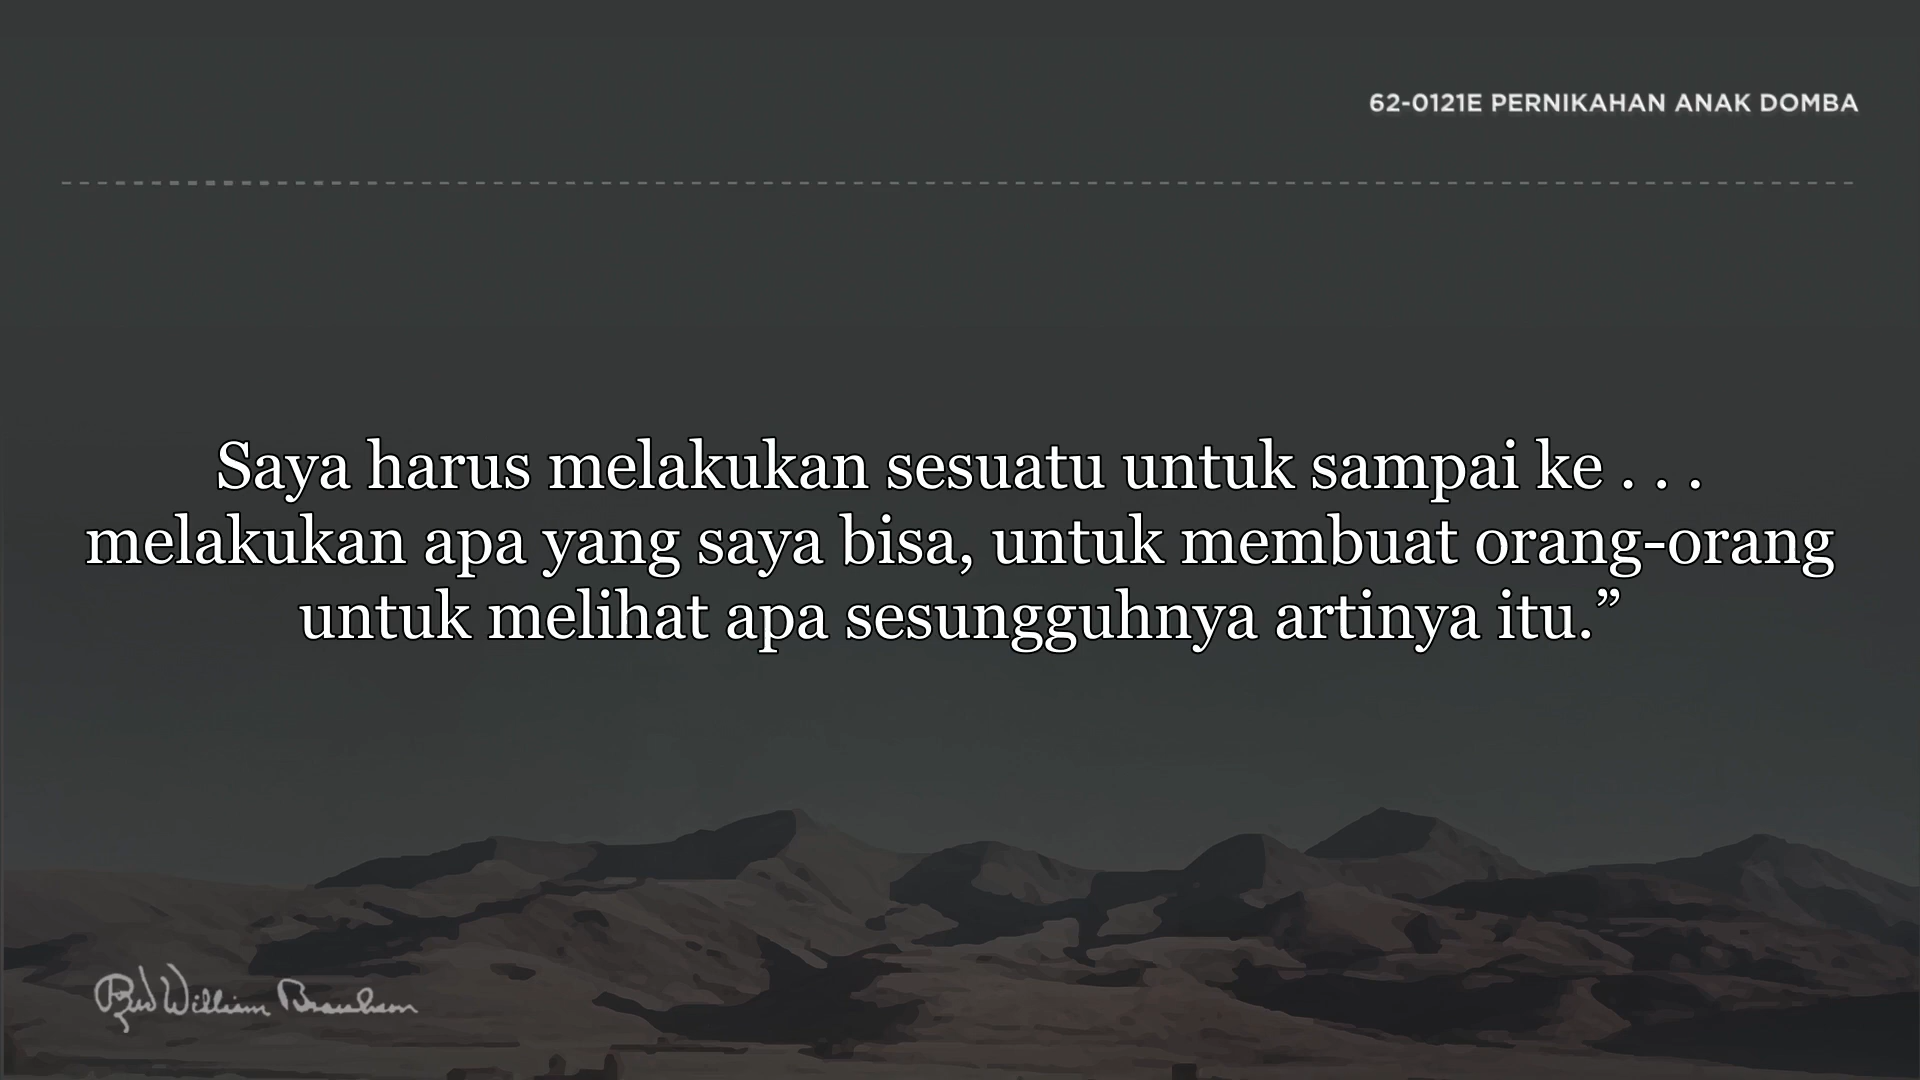 62-0121E PERNIKAHAN ANAK DOMBA
Saya harus melakukan sesuatu untuk sampai ke . . .
melakukan apa yang saya bisa, untuk membuat orang-orang
untuk melihat apa sesungguhnya artinya itu.”
Rev William Branham